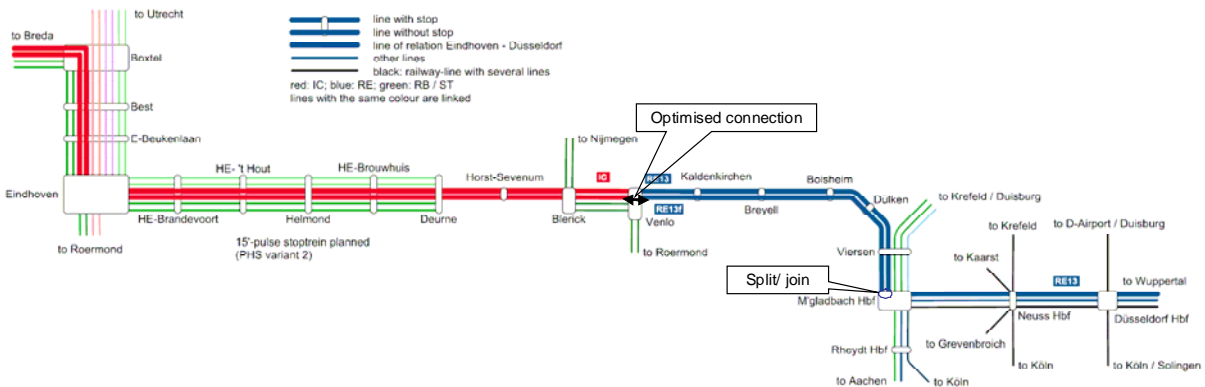 to Utrecht
to Breda
Boxtel
Best
E-Beukenlaan
Eindhoven
to Roermond
line with stop
line without stop
line of relation Eindhoven - Düsseldorf
other lines
black: railway-line with several lines
red: IC; blue: RE; green: RB / ST
lines with the same colour are linked
Optimised connection
to Nijmegen
HE- 't Hout
HE-Brouwhuis
Horst-Sevenum
IC
RE13
Kaldenkirchen
Boisheim
HE-Brandevoort
Helmond
Deurne
Blerick
RE13f
Venlo
Breyell
Dülken
to Krefeld / Duisburg
15'-pulse stoptrein planned
(PHS variant 2)
to Roermond
Viersen
to Krefeld
to D-Airport / Duisburg
to Kaarst
Split/ join
RE13
to Wuppertal
M'gladbach Hbf
Neuss Hbf
Düsseldorf Hbf
Rheydt Hbf
to Grevenbroich
to Aachen
to Köln
to Köln
to Köln / Solingen